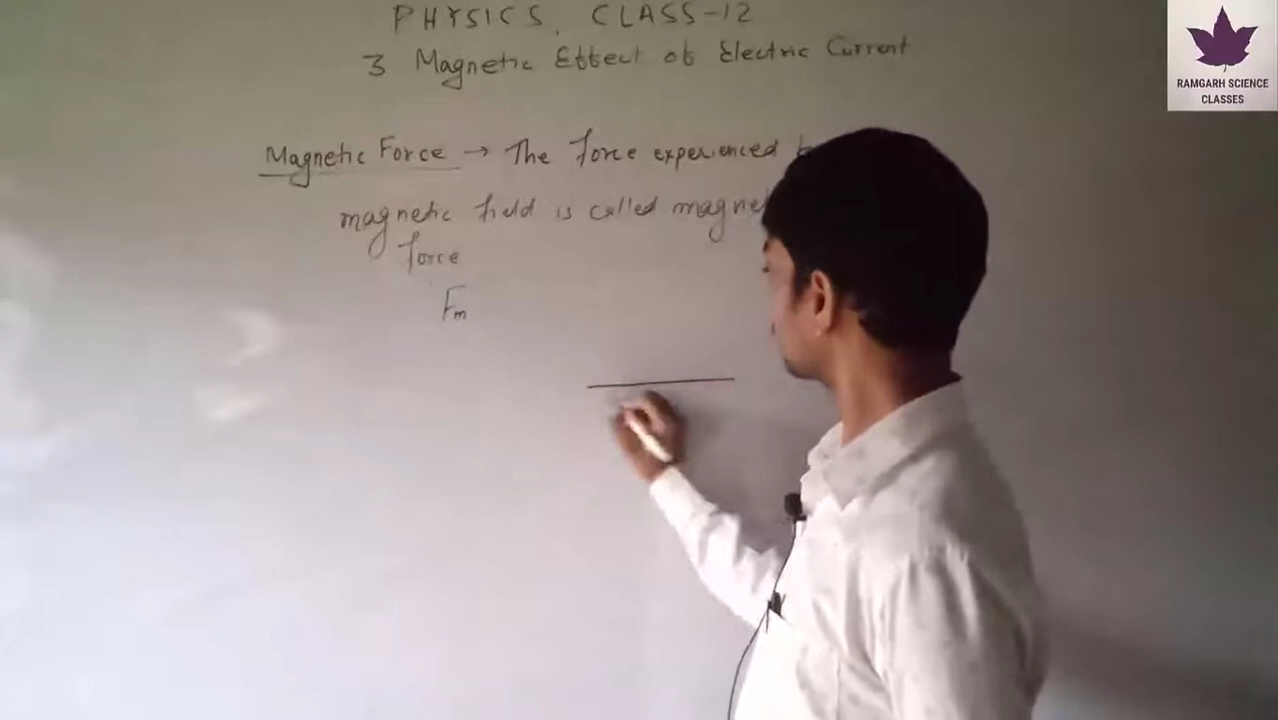 PHYSICS, CLASS-12
3 Magnetic Effect of Electric Current
RAMGARH SCIENCE
CLASSES
Magnetic Force → The force experienced
magnetic field is called
force
Fm